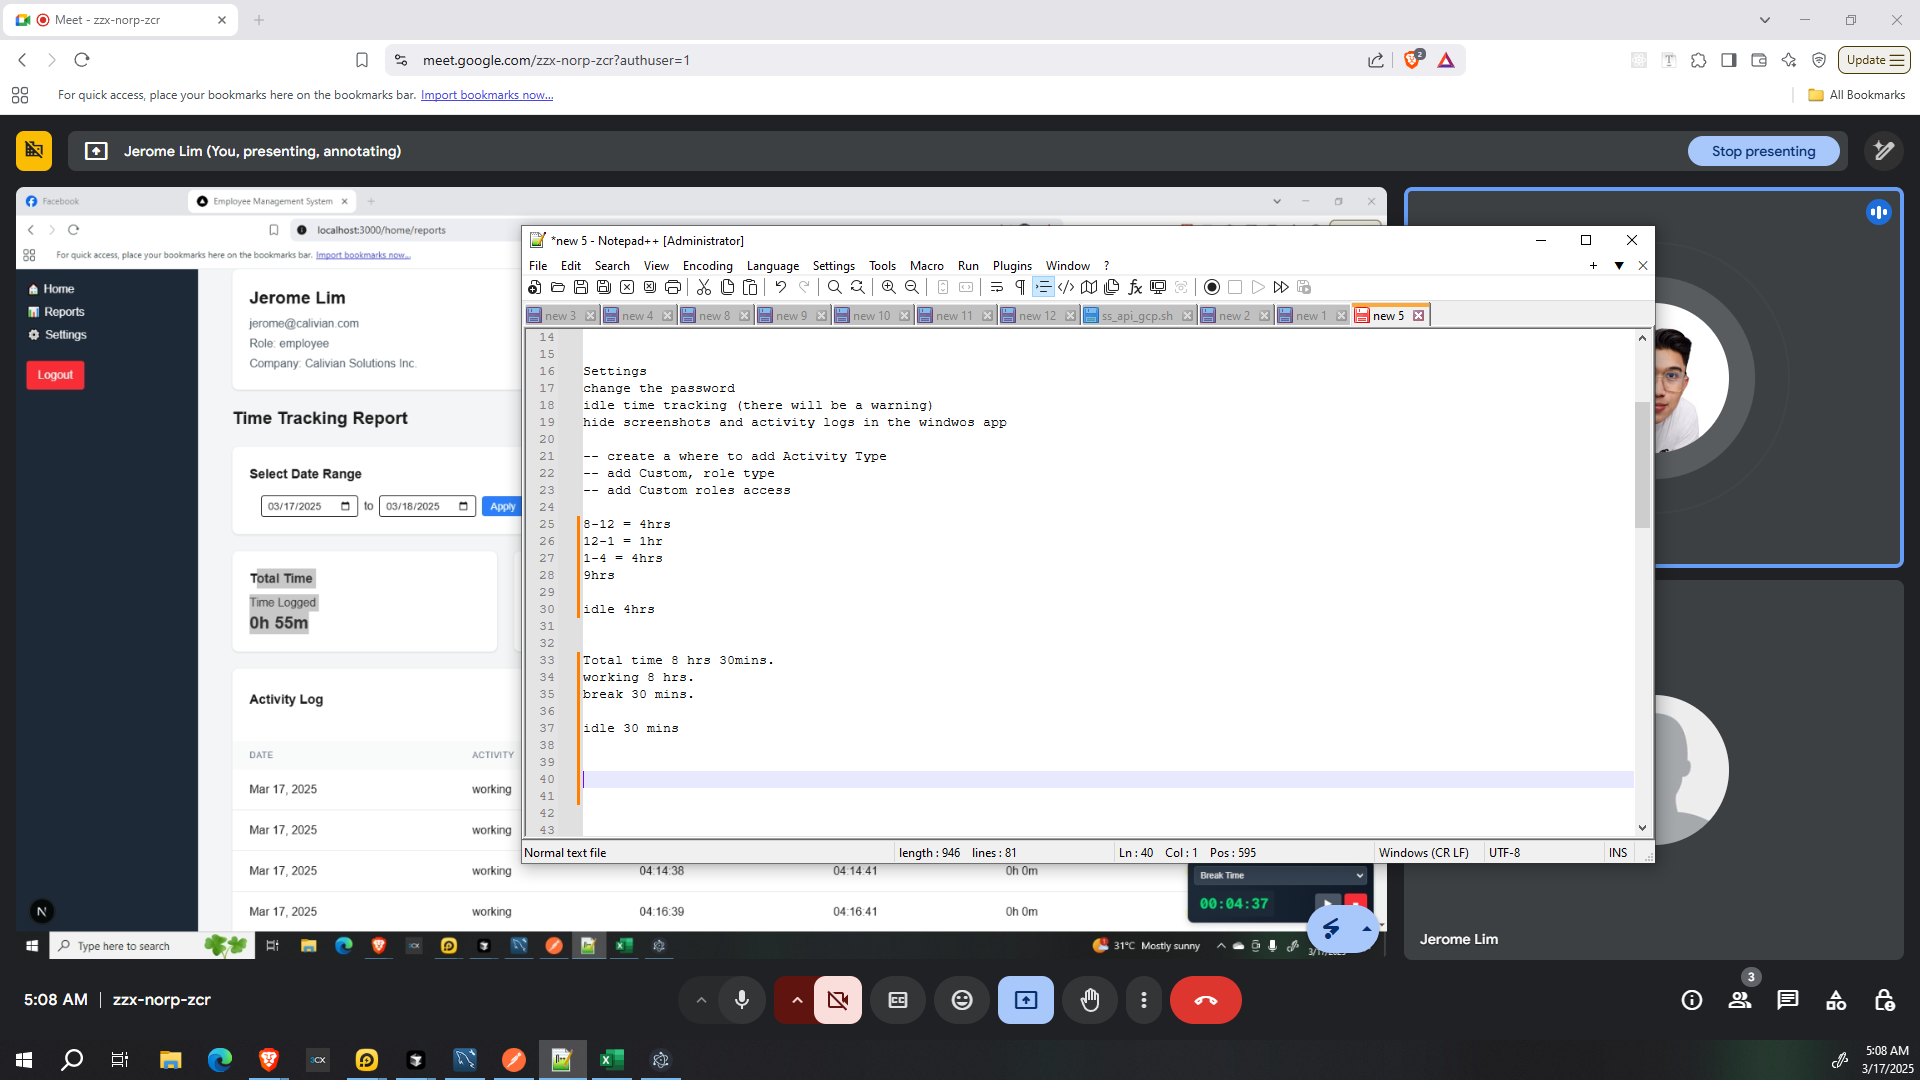 Meet - zzx-norp-zcr
meet.google.com/zzx-norp-zcr?authuser=1
2
Update
For quick access, place your bookmarks here on the bookmarks bar. Import bookmarks now...
All Bookmarks
Jerome Lim (You, presenting, annotating)
Stop presenting
Facebook
Employee Management System
localhost:3000/home/reports
For quick access, place your bookmarks here on the bookmarks bar. Import bookmarks now...
Home
Reports
Settings
Logout
Jerome Lim
jerome@calivian.com
Role: employee
Company: Calivian Solutions Inc.
Time Tracking Report
Select Date Range
03/17/2025 to 03/18/2025 Apply
Total Time
Time Logged
0h 55m
Activity Log
DATE ACTIVITY
Mar 17, 2025 working
Mar 17, 2025 working
Mar 17, 2025 working 04:14:38 04:14:41 0h 0m
Mar 17, 2025 working 04:16:39 04:16:41 0h 0m
N
*new 5 - Notepad++ [Administrator]
File Edit Search View Encoding Language Settings Tools Macro Run Plugins Window ?
new 3 new 4 new 8 new 9 new 10 new 11 new 12 ss_api_gcp.sh new 2 new 1 new 5
14
15
16 Settings
17 change the password
18 idle time tracking (there will be a warning)
19 hide screenshots and activity logs in the windwos app
20
21 -- create a where to add Activity Type
22 -- add Custom, role type
23 -- add Custom roles access
24
25 8-12 = 4hrs
26 12-1 = 1hr
27 1-4 = 4hrs
28 9hrs
29
30 idle 4hrs
31
32
33 Total time 8 hrs 30mins.
34 working 8 hrs.
35 break 30 mins.
36
37 idle 30 mins
38
39
40
41
42
43
Normal text file length : 946 lines : 81 Ln : 40 Col : 1 Pos : 595 Windows (CR LF) UTF-8 INS
Break Time
00:04:37
Type here to search
31°C Mostly sunny
Jerome Lim
5:08 AM | zzx-norp-zcr
3
5:08 AM
3/17/2025